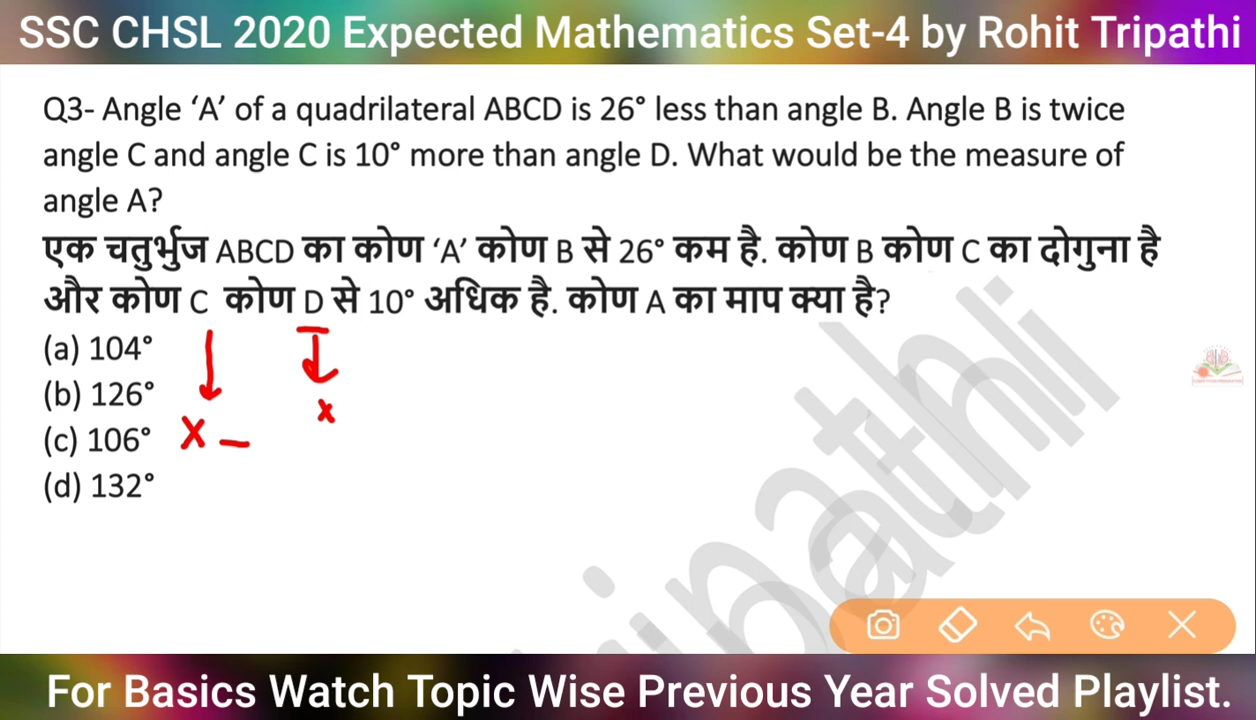 SSC CHSL 2020 Expected Mathematics Set-4 by Rohit Tripathi
Q3- Angle ‘A’ of a quadrilateral ABCD is 26° less than angle B. Angle B is twice
angle C and angle C is 10° more than angle D. What would be the measure of
angle A?
एक चतुर्भुज ABCD का कोण ‘A’ कोण B से 26° कम है. कोण B कोण C का दोगुना है
और कोण C कोण D से 10° अधिक है. कोण A का माप क्या है?
(a) 104°
(b) 126°
(c) 106°
(d) 132°
x
x –
For Basics Watch Topic Wise Previous Year Solved Playlist.